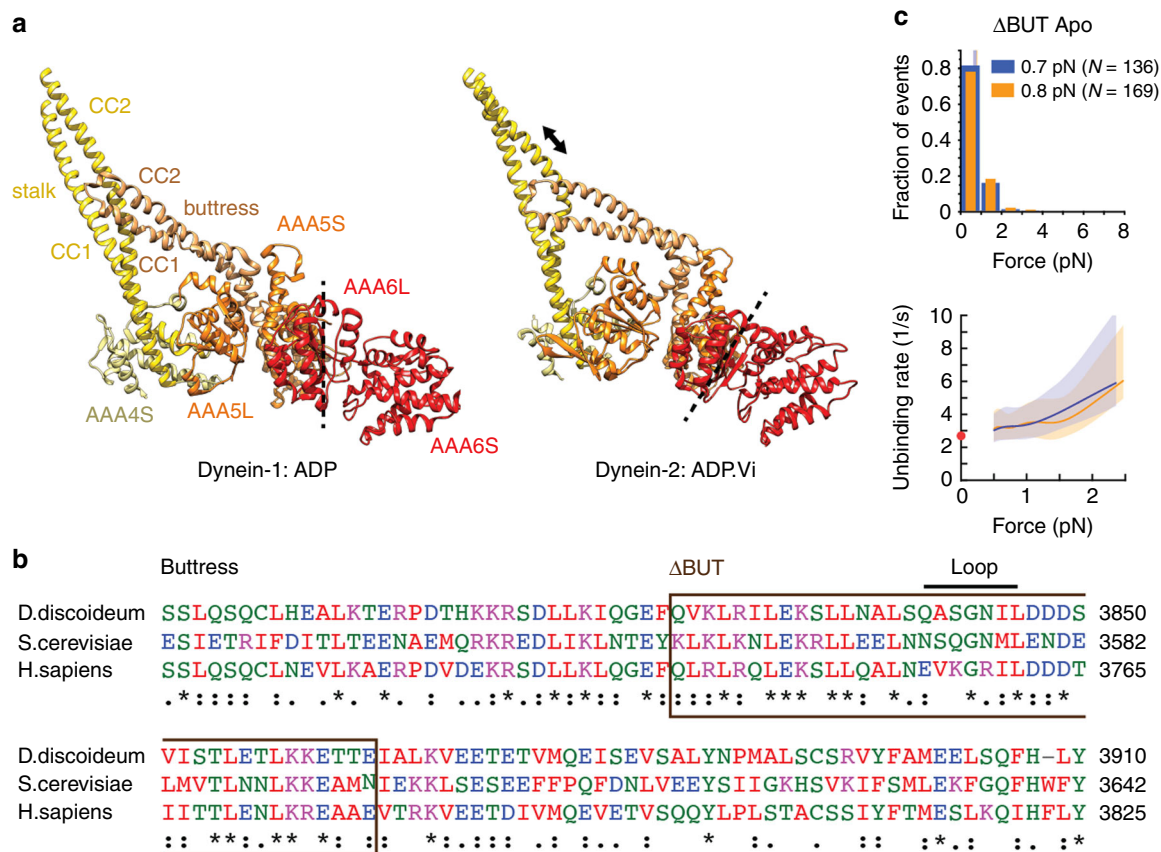 a
CC2
stalk
CC2
buttress
CC1
CC1
AAA5S
AAA6L
AAA4S
AAA5L
AAA6S
Dynein-1: ADP
Dynein-2: ADP.Vi
c
ΔBUT Apo
0.7 pN (N = 136)
0.8 pN (N = 169)
Fraction of events
0.8
0.6
0.4
0.2
0
0 2 4 6 8
Force (pN)
Unbinding rate (1/s)
10
8
6
4
2
0
0 1 2
Force (pN)
b
Buttress ΔBUT Loop
D.discoideum SSLQSQCLHEALKTERPDTHKKRSDLLKIQGEFQVKLRILEKSLLNALSQASGNILDDDS 3850
S.cerevisiae ESIETRIFDITLTEENAEMQRKREDLIKLNTEYKLKLKNLEKRLLEELNNSQGNMLENDE 3582
H.sapiens SSLQSQCLNEVLKAERPDVDEKRSDLLKLQGEFQLRLRQLEKSLLQALNEVKGRILDDDT 3765
.*:::: : .* * . : ** **:*: .*::::: *** **: *. . * .:*::*.
D.discoideum VISTLETLKKETTEIALKVEETETVMQEISEVSALYNPMALSCSRVYFAMEELSQFH-LY 3910
S.cerevisiae LMVTLNNLKKEAMNIEKKLSESEEFFPQFDNLVEEYSIIGKHSVKIFSMLEKFGQFHWFY 3642
H.sapiens IITTLENLKREAAEVTRKVEETDIVMQEVETVSQQYLPLSTACSSIYFTMESLKQIHFLY 3825
:: **:.**:*: :: *:.*:: .: :. : * :. . :: :*.: *:* :*